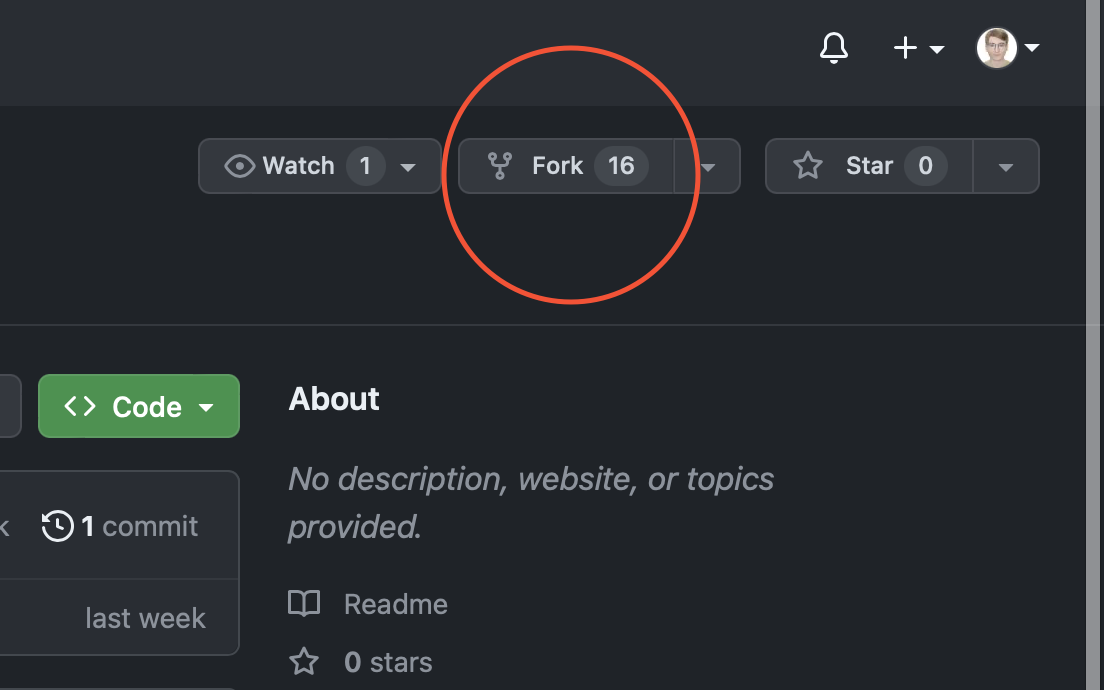 Watch 1 Fork 16 Star 0
Code
About
No description, website, or topics
provided.
1 commit
last week
Readme
0 stars